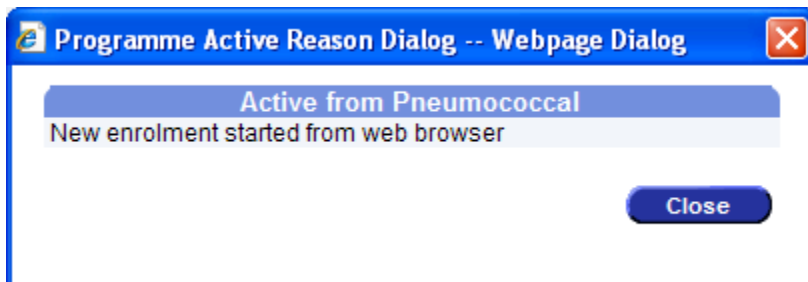 Programme Active Reason Dialog -- Webpage Dialog
Active from Pneumococcal
New enrolment started from web browser
Close